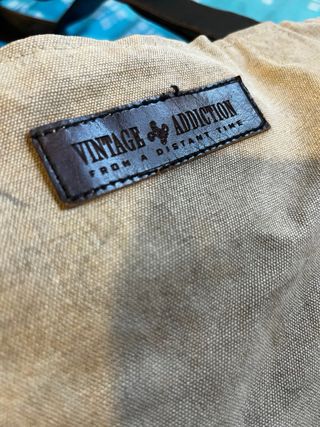 VINTAGE ADDICTION
FROM A DISTANT TIME